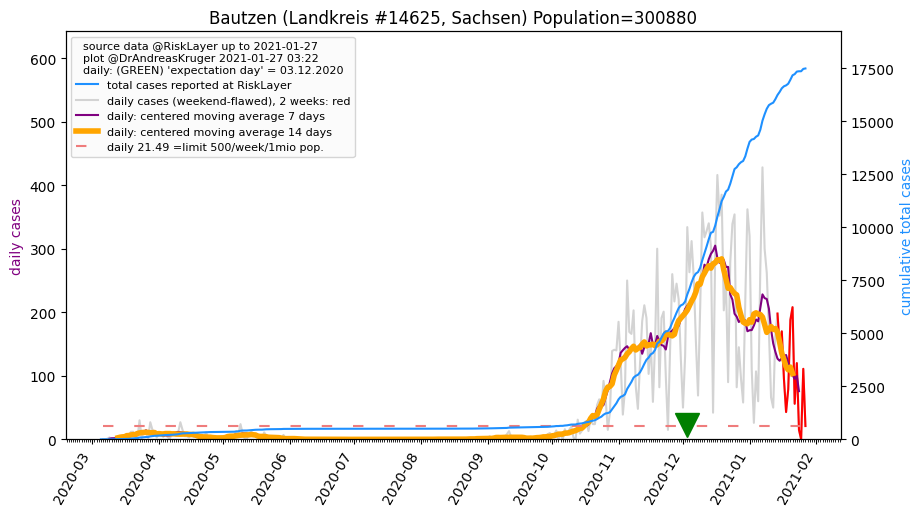 Bautzen (Landkreis #14625, Sachsen) Population=300880
source data @RiskLayer up to 2021-01-27
plot @DrAndreasKruger 2021-01-27 03:22
daily: (GREEN) 'expectation day' = 03.12.2020
total cases reported at RiskLayer
daily cases (weekend-flawed), 2 weeks: red
daily: centered moving average 7 days
daily: centered moving average 14 days
daily 21.49 =limit 500/week/1mio pop.
daily cases
600
500
400
300
200
100
0
cumulative total cases
17500
15000
12500
10000
7500
5000
2500
0
2020-03
2020-04
2020-05
2020-06
2020-07
2020-08
2020-09
2020-10
2020-11
2020-12
2021-01
2021-02